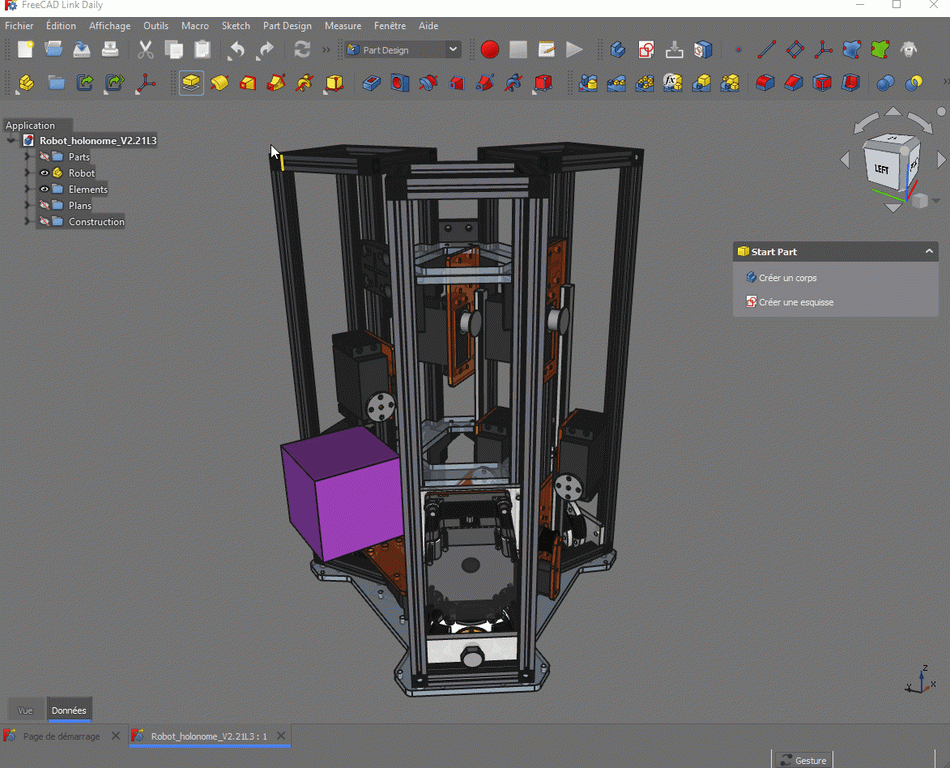 FreeCAD Link Daily
Fichier Édition Affichage Outils Macro Sketch Part Design Measure Fenêtre Aide
Part Design
Application
Robot_holonome_V2.21L3
Parts
Robot
Elements
Plans
Construction
LEFT
Start Part
Créer un corps
Créer une esquisse
Z
Y X
Vue Données
Page de démarrage Robot_holonome_V2.21L3 : 1
Gesture